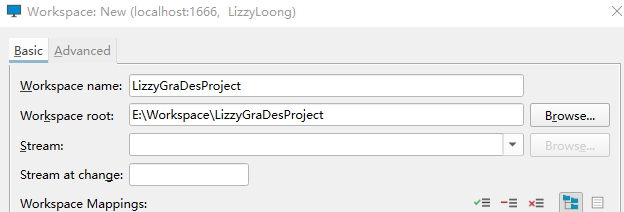 Workspace: New (localhost:1666, LizzyLoong)
Basic Advanced
Workspace name: LizzyGraDesProject
Workspace root: E:\Workspace\LizzyGraDesProject Browse...
Stream: Browse...
Stream at change:
Workspace Mappings: